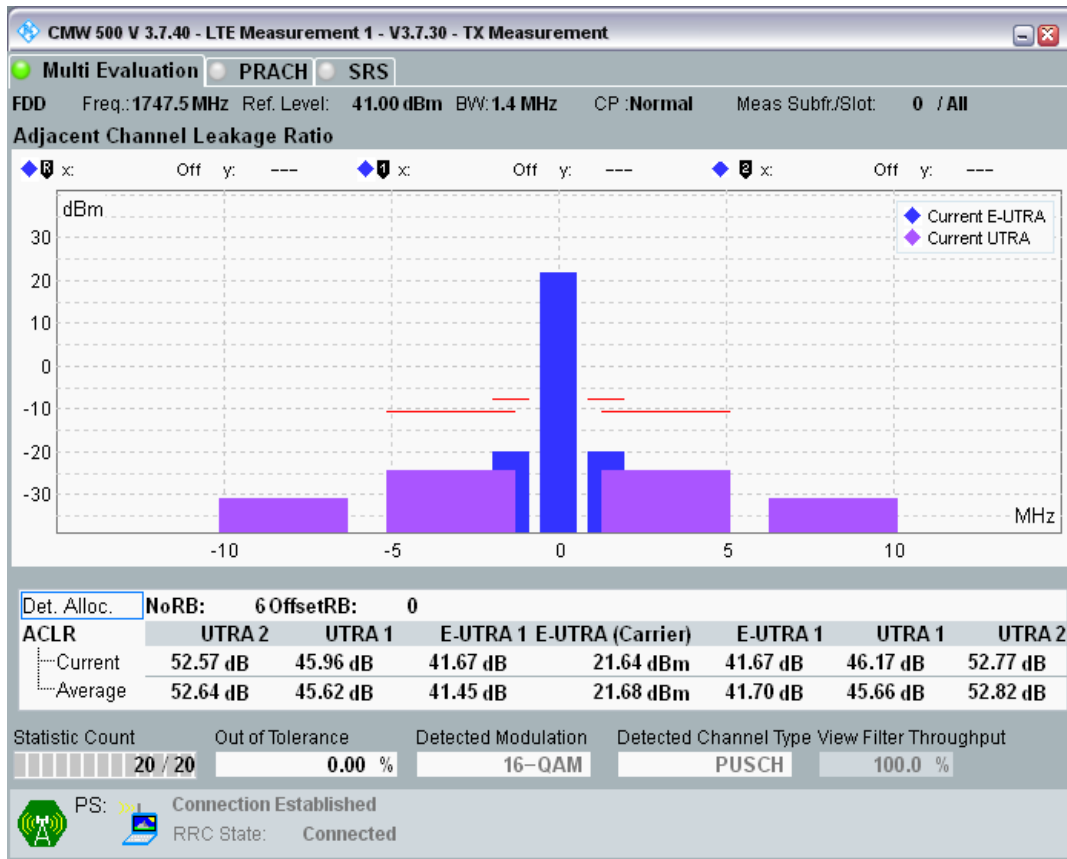 CMW 500 V 3.7.40 - LTE Measurement 1 - V3.7.30 - TX Measurement
Multi Evaluation PRACH SRS
FDD Freq.: 1747.5 MHz Ref. Level: 41.00 dBm BW: 1.4 MHz CP :Normal Meas Subfr./Slot: 0 / All
Adjacent Channel Leakage Ratio
R x: Off y: --- 1 x: Off y: --- 2 x: Off y: ---
dBm
Current E-UTRA
Current UTRA
30
20
10
0
-10
-20
-30
MHz
-10 -5 0 5 10
Det. Alloc. NoRB: 6 OffsetRB: 0
ACLR UTRA 2 UTRA 1 E-UTRA 1 E-UTRA (Carrier) E-UTRA 1 UTRA 1 UTRA 2
Current 52.57 dB 45.96 dB 41.67 dB 21.64 dBm 41.67 dB 46.17 dB 52.77 dB
Average 52.64 dB 45.62 dB 41.45 dB 21.68 dBm 41.70 dB 45.66 dB 52.82 dB
Statistic Count Out of Tolerance Detected Modulation Detected Channel Type View Filter Throughput
20 / 20 0.00 % 16-QAM PUSCH 100.0 %
PS: Connection Established
RRC State: Connected